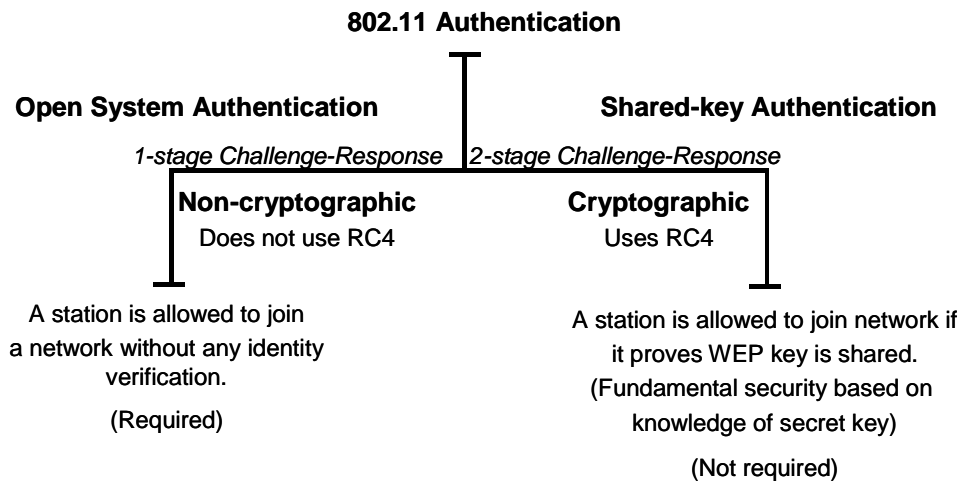 802.11 Authentication
Open System Authentication
Shared-key Authentication
1-stage Challenge-Response
2-stage Challenge-Response
Non-cryptographic
Does not use RC4
Cryptographic
Uses RC4
A station is allowed to join
a network without any identity
verification.
(Required)
A station is allowed to join network if
it proves WEP key is shared.
(Fundamental security based on
knowledge of secret key)
(Not required)